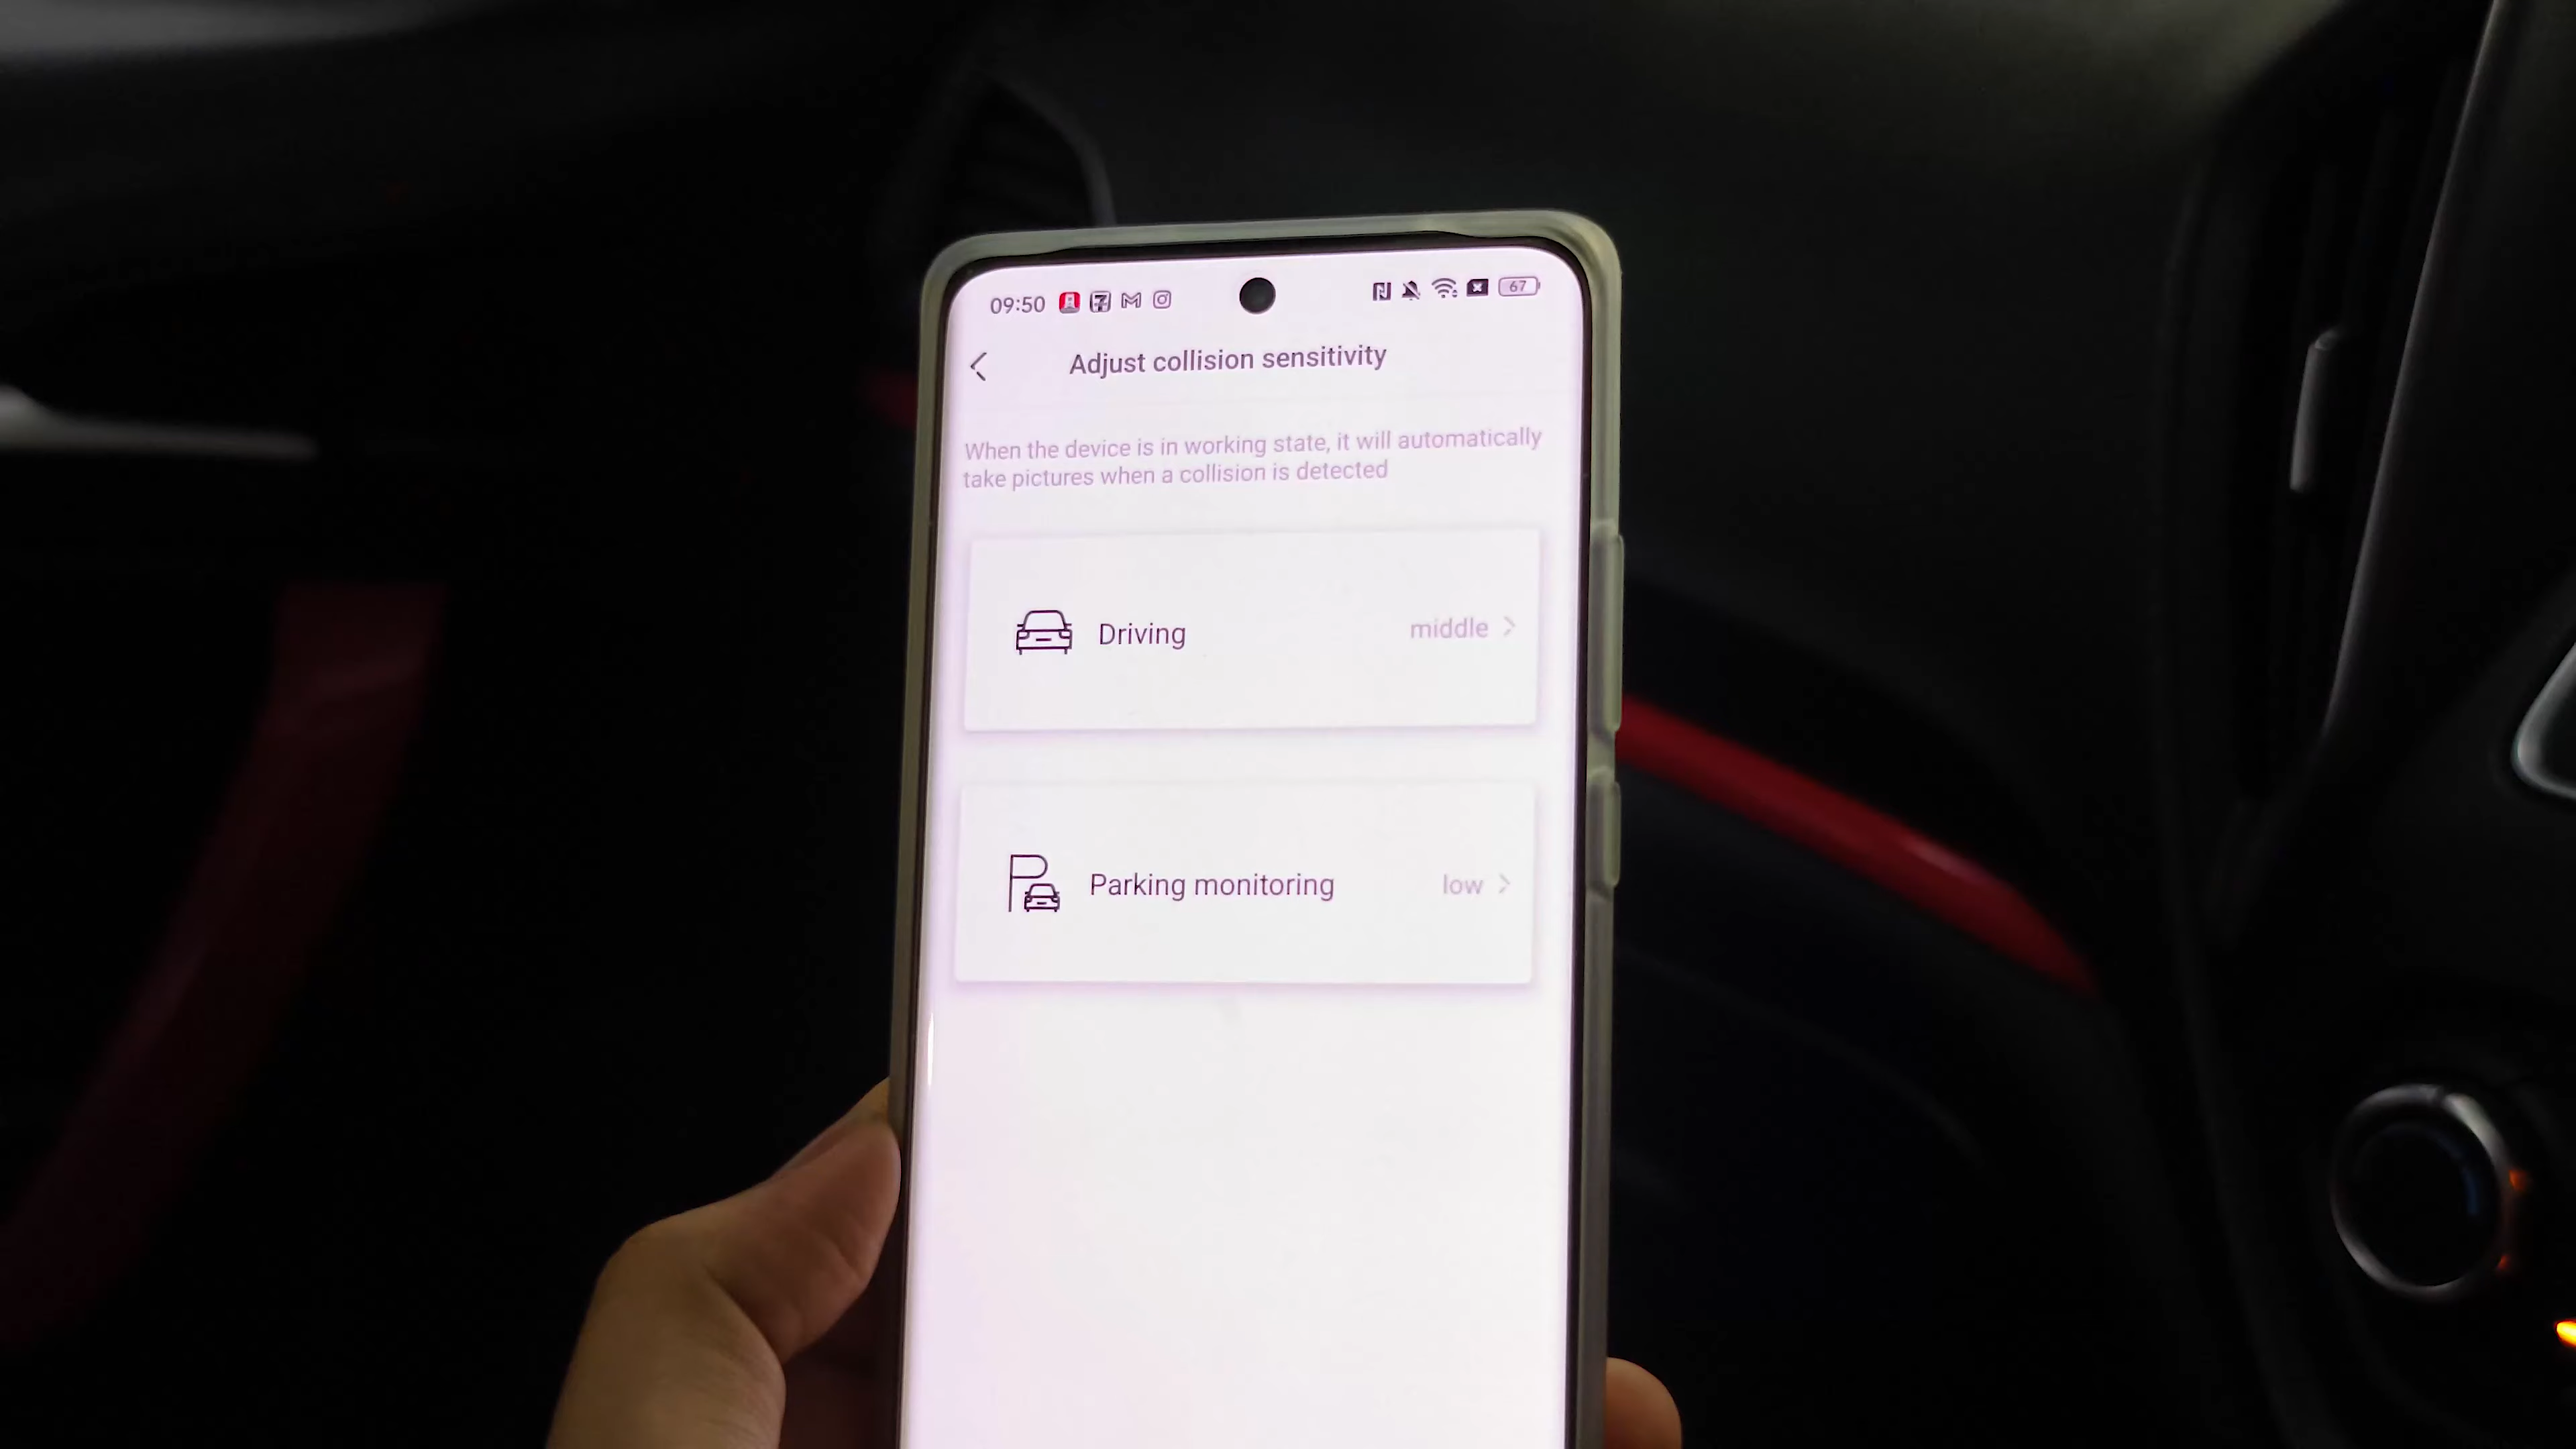 09:50
67
Adjust collision sensitivity
When the device is in working state, it will automatically
take pictures when a collision is detected
Driving
middle
Parking monitoring
low